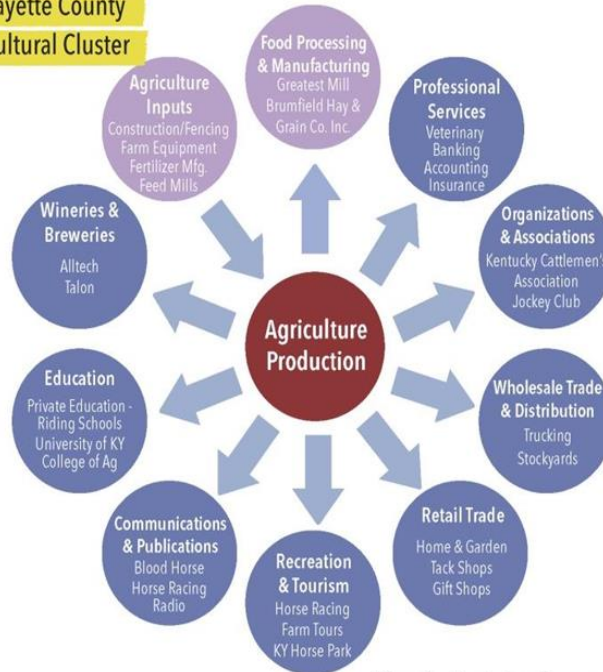 ayette County
ultural Cluster
Food Processing
& Manufacturing
Greatest Mill
Brumfield Hay &
Grain Co. Inc.
Professional
Services
Veterinary
Banking
Accounting
Insurance
Organizations
& Associations
Kentucky Cattlemen's
Association
Jockey Club
Wholesale Trade
& Distribution
Trucking
Stockyards
Retail Trade
Home & Garden
Tack Shops
Gift Shops
Recreation
& Tourism
Horse Racing
Farm Tours
KY Horse Park
Communications
& Publications
Blood Horse
Horse Racing
Radio
Education
Private Education -
Riding Schools
University of KY
College of Ag
Wineries &
Breweries
Alltech
Talon
Agriculture
Inputs
Construction/Fencing
Farm Equipment
Fertilizer Mfg.
Feed Mills
Agriculture
Production